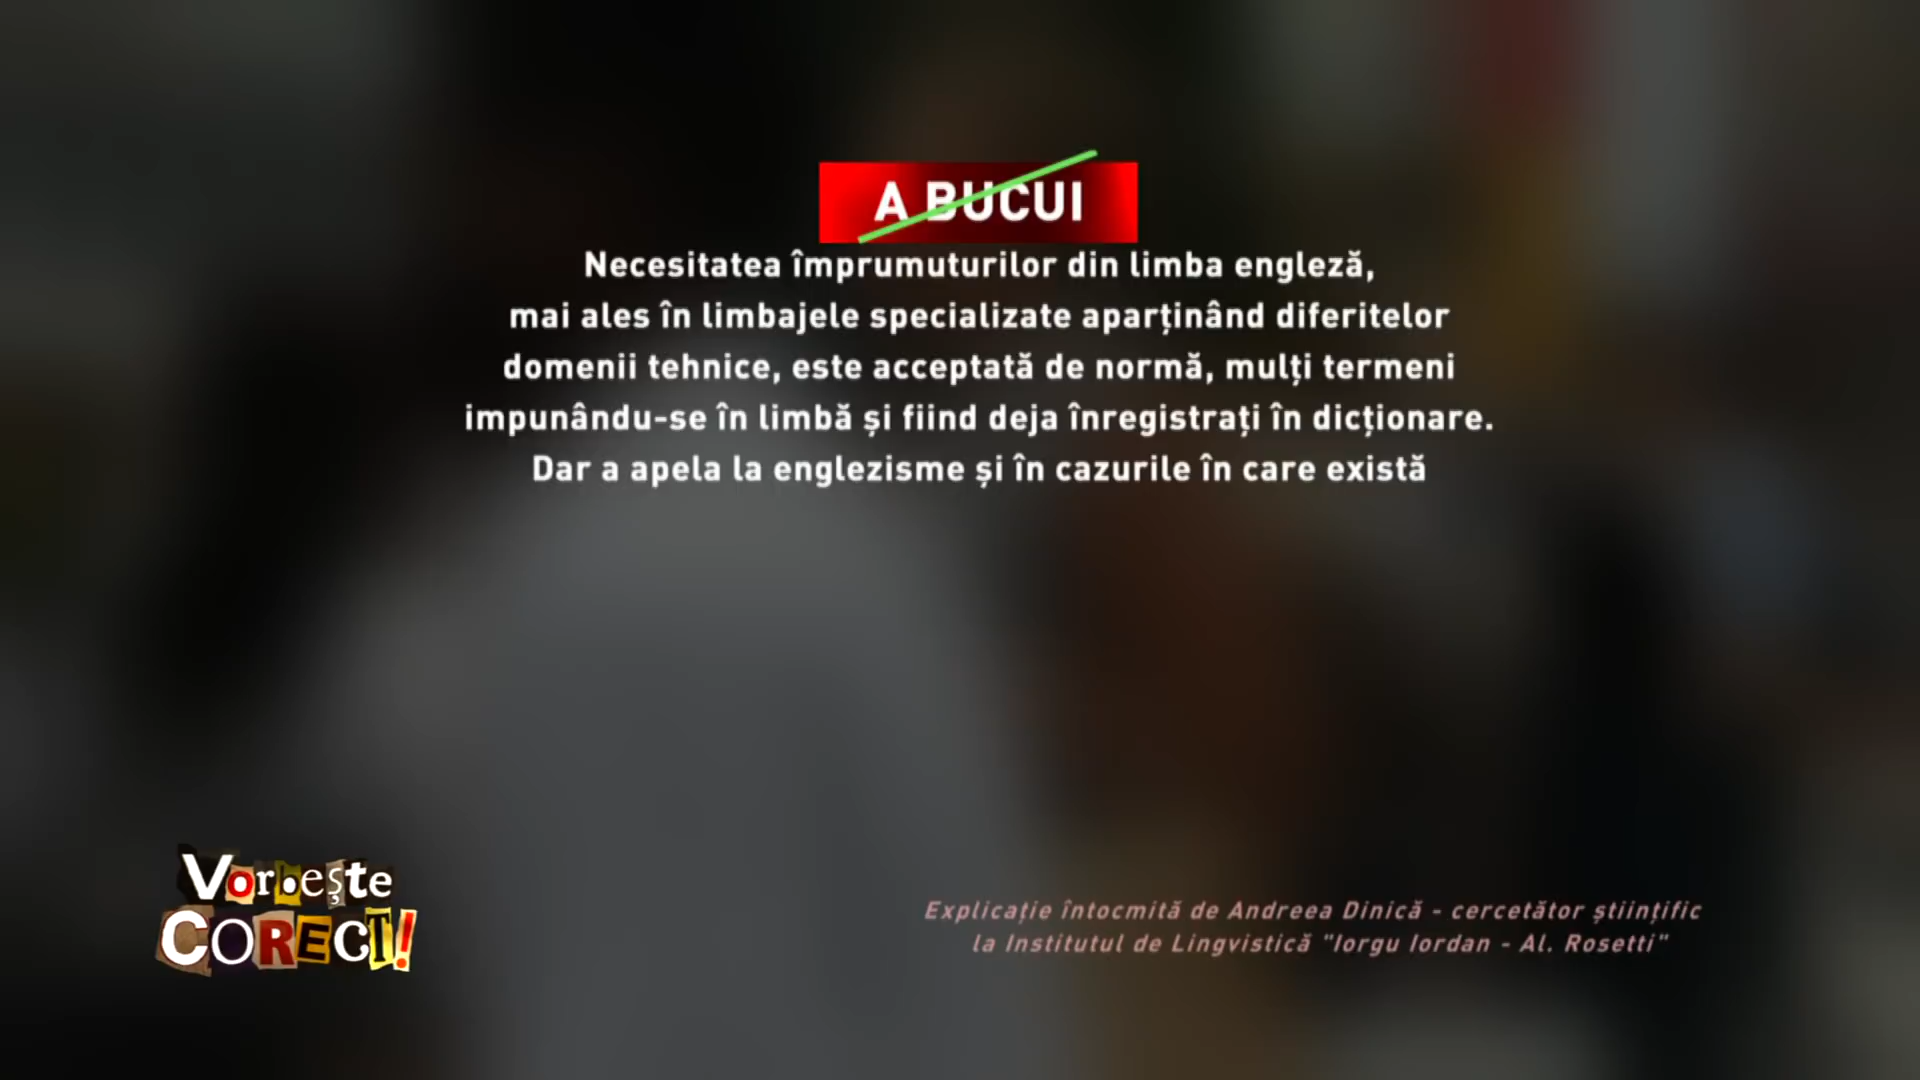 A BUCUI
Necesitatea împrumuturilor din limba engleză,
mai ales în limbajele specializate aparținând diferitelor
domenii tehnice, este acceptată de normă, mulți termeni
impunându-se în limbă și fiind deja înregistrați în dicționare.
Dar a apela la englezisme și în cazurile în care există
Vorbește
CORECT!
Explicație întocmită de Andreea Dinică - cercetător științific
la Institutul de Lingvistică "Iorgu Iordan - Al. Rosetti"